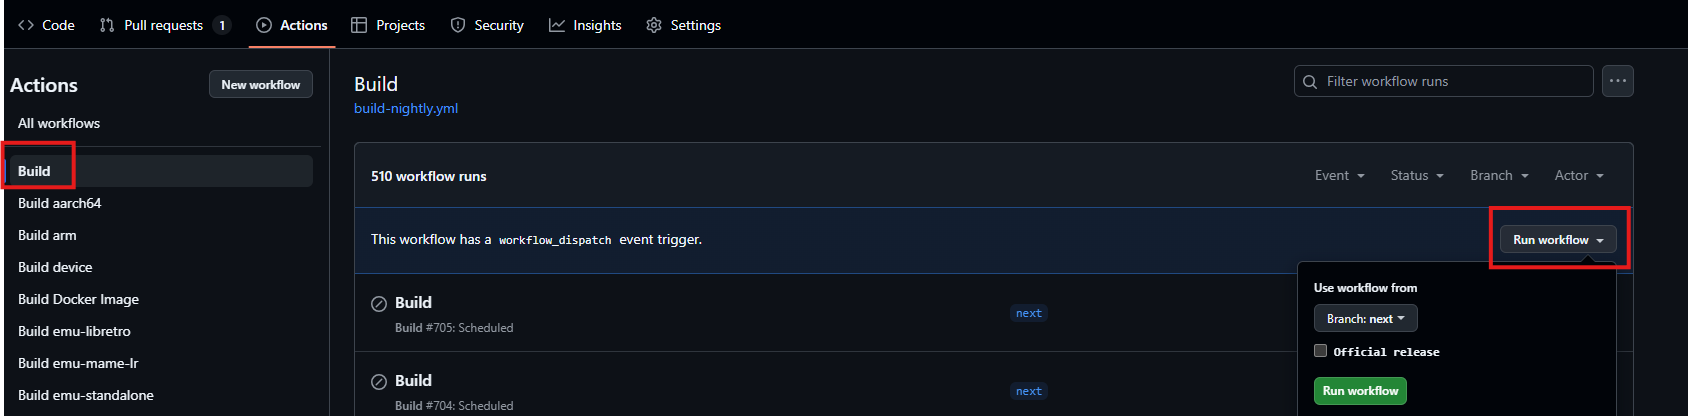 Code Pull requests 1 Actions Projects Security Insights Settings
Actions
New workflow
All workflows
Build
Build aarch64
Build arm
Build device
Build Docker Image
Build emu-libretro
Build emu-mame-lr
Build emu-standalone
Build
build-nightly.yml
Filter workflow runs
510 workflow runs
Event Status Branch Actor
This workflow has a workflow_dispatch event trigger.
Run workflow
Use workflow from
Branch: next
Official release
Run workflow
Build
next
Build #705: Scheduled
Build
next
Build #704: Scheduled